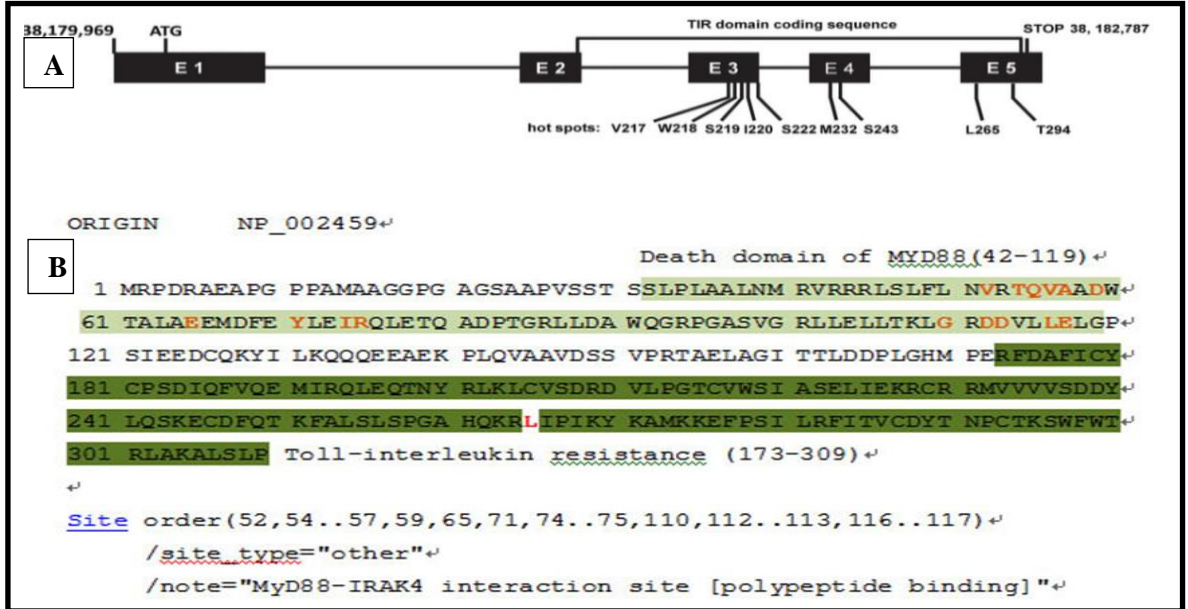 38,179,969 ATG TIR domain coding sequence STOP 38, 182,787
A
E 1 E 2 E 3 E 4 E 5
hot spots: V217 W218 S219 I220 S222 M232 S243 L265 T294
ORIGIN NP_002459↵
B
Death domain of MYD88(42-119)↵
1 MRPDRAEAPG PPAMAAGGPG AGSAAPVSST SSLPLAALNM RVRRRLSLFL NVRTQVAADW↵
61 TALAEEMDFE YLEIRQLETQ ADPTGRLLDA WQGRPGASVG RLLELLTKLG RDDVLLELGP↵
121 SIEEDCQKYI LKQQQEEAEK PLQVAAVDSS VPRTAELAGI TTLDDPLGHM PERFDAFICY↵
181 CPSDIQFVQE MIRQLEQTNY RLKLCVSDRD VLPGTCVWSI ASELIEKRCR RMVVVVSDDY↵
241 LQSKECDFQT KFALSLSPGA HQKRLIPIKY KAMKKEFPSI LRFITVCDYT NPCTKSWFWT↵
301 RLAKALSLP Toll-interleukin resistance (173-309)↵
↵
Site order(52,54..57,59,65,71,74..75,110,112..113,116..117)↵
/site_type="other"↵
/note="MyD88-IRAK4 interaction site [polypeptide binding]"↵